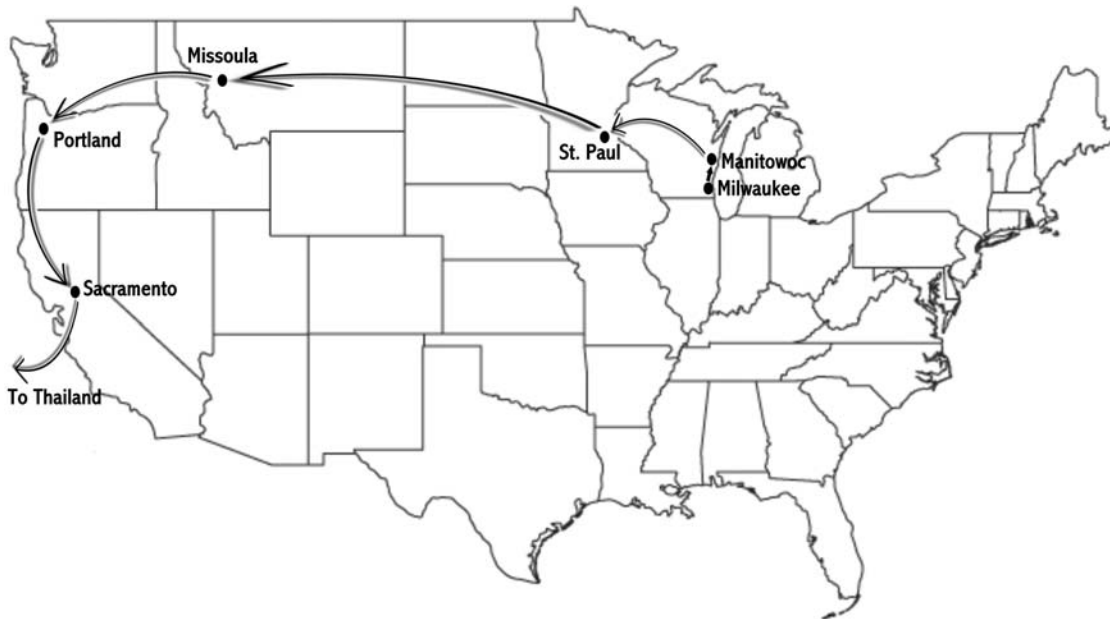 Missoula
Portland
St. Paul
Manitowoc
Milwaukee
Sacramento
To Thailand